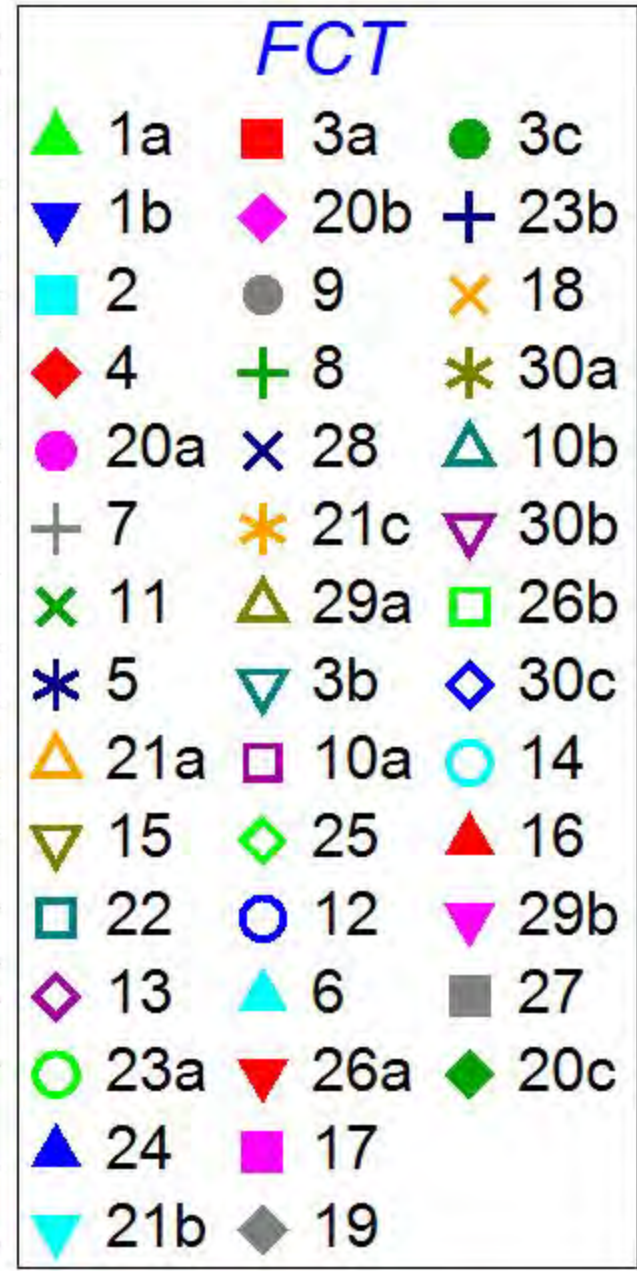 FCT
1a 3a 3c
1b 20b 23b
2 9 18
4 8 30a
20a 28 10b
7 21c 30b
11 29a 26b
5 3b 30c
21a 10a 14
15 25 16
22 12 29b
13 6 27
23a 26a 20c
24 17
21b 19